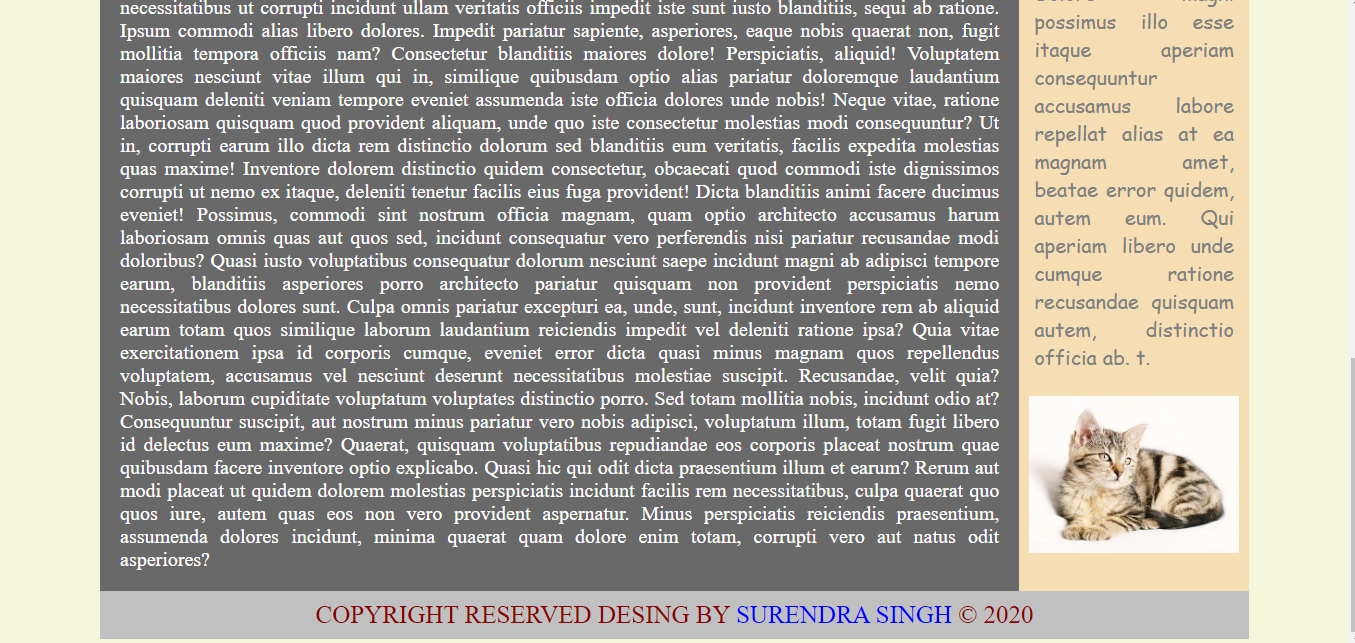 necessitatibus ut corrupti incidunt ullam veritatis officiis impedit iste sunt iusto blanditiis, sequi ab ratione.
Ipsum commodi alias libero dolores. Impedit pariatur sapiente, asperiores, eaque nobis quaerat non, fugit
mollitia tempora officiis nam? Consectetur blanditiis maiores dolore! Perspiciatis, aliquid! Voluptatem
maiores nesciunt vitae illum qui in, similique quibusdam optio alias pariatur doloremque laudantium
quisquam deleniti veniam tempore eveniet assumenda iste officia dolores unde nobis! Neque vitae, ratione
laboriosam quisquam quod provident aliquam, unde quo iste consectetur molestias modi consequuntur? Ut
in, corrupti earum illo dicta rem distinctio dolorum sed blanditiis eum veritatis, facilis expedita molestias
quas maxime! Inventore dolorem distinctio quidem consectetur, obcaecati quod commodi iste dignissimos
corrupti ut nemo ex itaque, deleniti tenetur facilis eius fuga provident! Dicta blanditiis animi facere ducimus
eveniet! Possimus, commodi sint nostrum officia magnam, quam optio architecto accusamus harum
laboriosam omnis quas aut quos sed, incidunt consequatur vero perferendis nisi pariatur recusandae modi
doloribus? Quasi iusto voluptatibus consequatur dolorum nesciunt saepe incidunt magni ab adipisci tempore
earum, blanditiis asperiores porro architecto pariatur quisquam non provident perspiciatis nemo
necessitatibus dolores sunt. Culpa omnis pariatur excepturi ea, unde, sunt, incidunt inventore rem ab aliquid
earum totam quos similique laborum laudantium reiciendis impedit vel deleniti ratione ipsa? Quia vitae
exercitationem ipsa id corporis cumque, eveniet error dicta quasi minus magnam quos repellendus
voluptatem, accusamus vel nesciunt deserunt necessitatibus molestiae suscipit. Recusandae, velit quia?
Nobis, laborum cupiditate voluptatum voluptates distinctio porro. Sed totam mollitia nobis, incidunt odio at?
Consequuntur suscipit, aut nostrum minus pariatur vero nobis adipisci, voluptatum illum, totam fugit libero
id delectus eum maxime? Quaerat, quisquam voluptatibus repudiandae eos corporis placeat nostrum quae
quibusdam facere inventore optio explicabo. Quasi hic qui odit dicta praesentium illum et earum? Rerum aut
modi placeat ut quidem dolorem molestias perspiciatis incidunt facilis rem necessitatibus, culpa quaerat quo
quos iure, autem quas eos non vero provident aspernatur. Minus perspiciatis reiciendis praesentium,
assumenda dolores incidunt, minima quaerat quam dolore enim totam, corrupti vero aut natus odit
asperiores?
possimus illo esse
itaque aperiam
consequuntur
accusamus labore
repellat alias at ea
magnam amet,
beatae error quidem,
autem eum. Qui
aperiam libero unde
cumque ratione
recusandae quisquam
autem, distinctio
officia ab. t.
COPYRIGHT RESERVED DESING BY SURENDRA SINGH © 2020